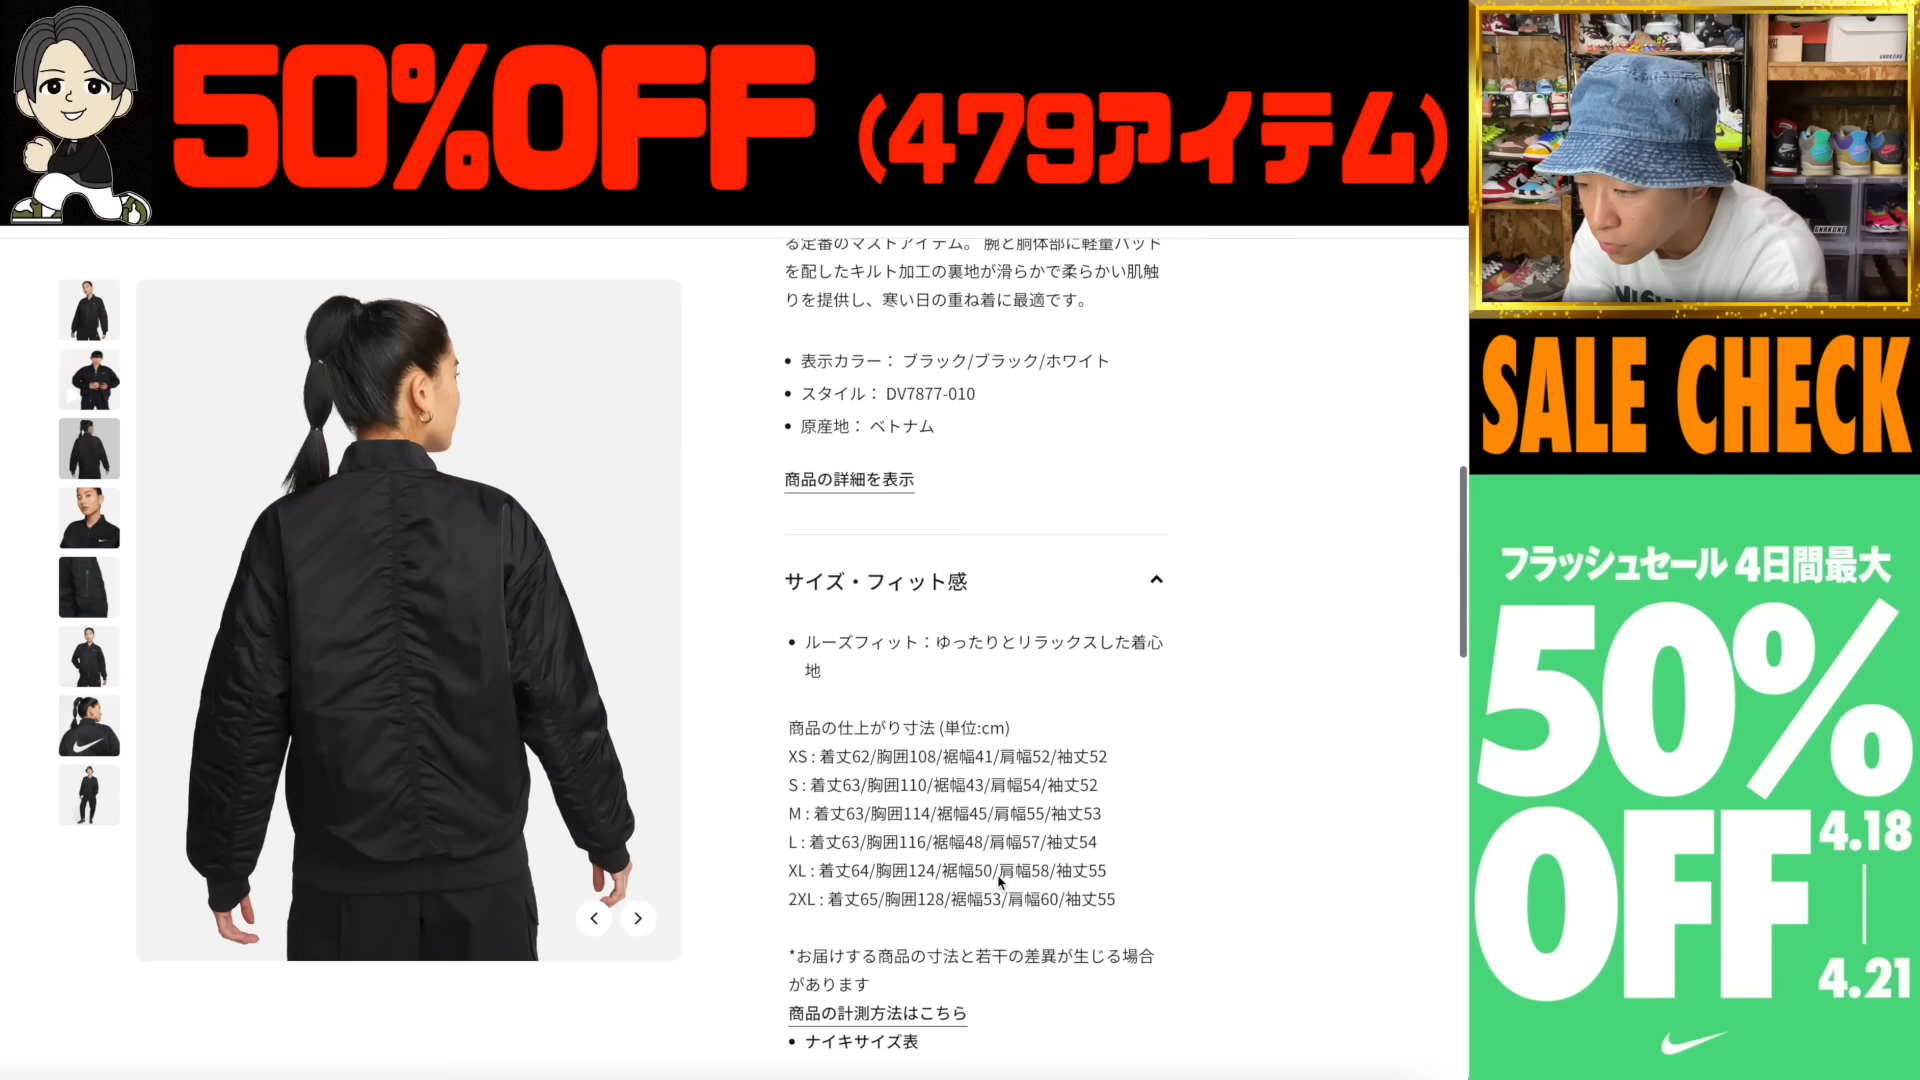 50%OFF (479アイテム)
る定番のマストアイテム。 腕と胴体部に軽量パッド
を配したキルト加工の裏地が滑らかで柔らかい肌触
りを提供し、寒い日の重ね着に最適です。
• 表示カラー： ブラック/ブラック/ホワイト
• スタイル： DV7877-010
• 原産地： ベトナム
商品の詳細を表示
サイズ・フィット感
• ルーズフィット：ゆったりとリラックスした着心
地
商品の仕上がり寸法 (単位:cm)
XS : 着丈62/胸囲108/裾幅41/肩幅52/袖丈52
S : 着丈63/胸囲110/裾幅43/肩幅54/袖丈52
M : 着丈63/胸囲114/裾幅45/肩幅55/袖丈53
L : 着丈63/胸囲116/裾幅48/肩幅57/袖丈54
XL : 着丈64/胸囲124/裾幅50/肩幅58/袖丈55
2XL : 着丈65/胸囲128/裾幅53/肩幅60/袖丈55
*お届けする商品の寸法と若干の差異が生じる場合
があります
商品の計測方法はこちら
• ナイキサイズ表
SALE CHECK
フラッシュセール 4日間最大
50%
OFF
4.18
4.21